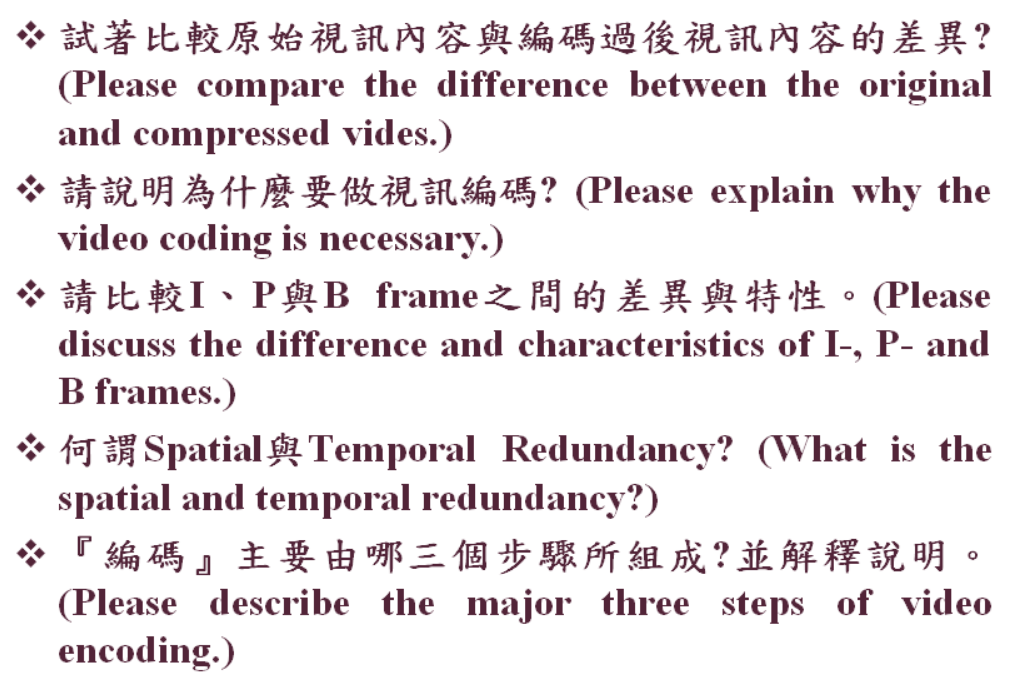 ❖ 試著比較原始視訊內容與編碼過後視訊內容的差異?
(Please compare the difference between the original
and compressed vides.)
❖ 請說明為什麼要做視訊編碼? (Please explain why the
video coding is necessary.)
❖ 請比較I、P與B frame之間的差異與特性。(Please
discuss the difference and characteristics of I-, P- and
B frames.)
❖ 何謂Spatial與Temporal Redundancy? (What is the
spatial and temporal redundancy?)
❖ 『編碼』主要由哪三個步驟所組成?並解釋說明。
(Please describe the major three steps of video
encoding.)